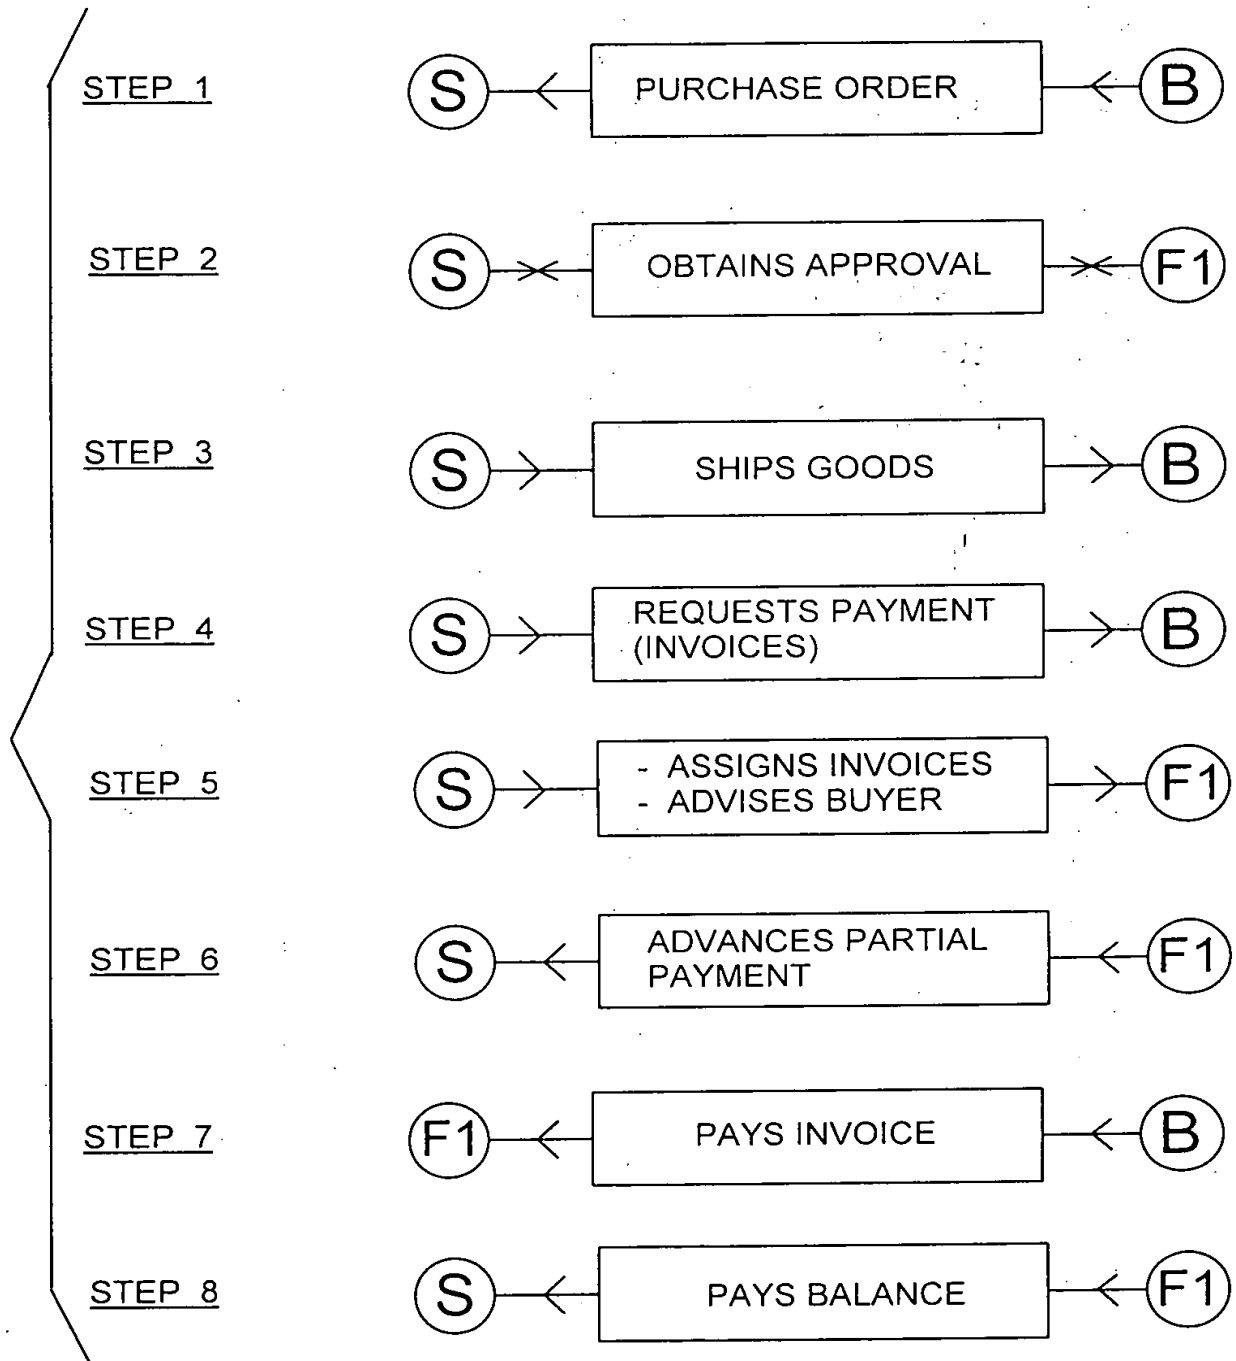 STEP 1 S PURCHASE ORDER B
STEP 2 S OBTAINS APPROVAL F1
STEP 3 S SHIPS GOODS B
STEP 4 S REQUESTS PAYMENT
(INVOICES) B
STEP 5 S - ASSIGNS INVOICES
- ADVISES BUYER F1
STEP 6 S ADVANCES PARTIAL
PAYMENT F1
STEP 7 F1 PAYS INVOICE B
STEP 8 S PAYS BALANCE F1